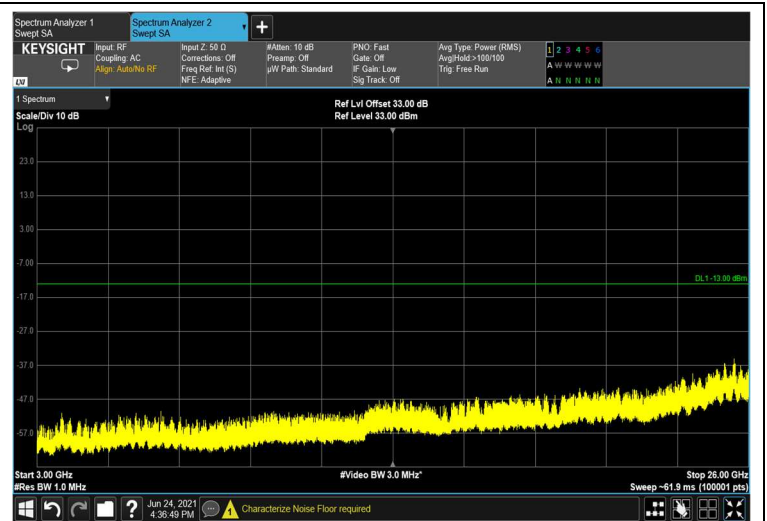 Spectrum Analyzer 1
Swept SA
Spectrum Analyzer 2
Swept SA
KEYSIGHT
LXI
Input: RF
Coupling: AC
Align: Auto/No RF
Input Z: 50 Ω
Corrections: Off
Freq Ref: Int (S)
NFE: Adaptive
#Atten: 10 dB
Preamp: Off
µW Path: Standard
PNO: Fast
Gate: Off
IF Gain: Low
Sig Track: Off
Avg Type: Power (RMS)
Avg|Hold:>100/100
Trig: Free Run
1 2 3 4 5 6
A W W W W W
A N N N N N
1 Spectrum
Scale/Div 10 dB
Ref Lvl Offset 33.00 dB
Ref Level 33.00 dBm
Log
23.0
13.0
3.00
-7.00
DL1 -13.00 dBm
-17.0
-27.0
-37.0
-47.0
-57.0
Start 3.00 GHz
#Video BW 3.0 MHz*
Stop 26.00 GHz
#Res BW 1.0 MHz
Sweep ~61.9 ms (100001 pts)
Jun 24, 2021
4:36:49 PM
Characterize Noise Floor required